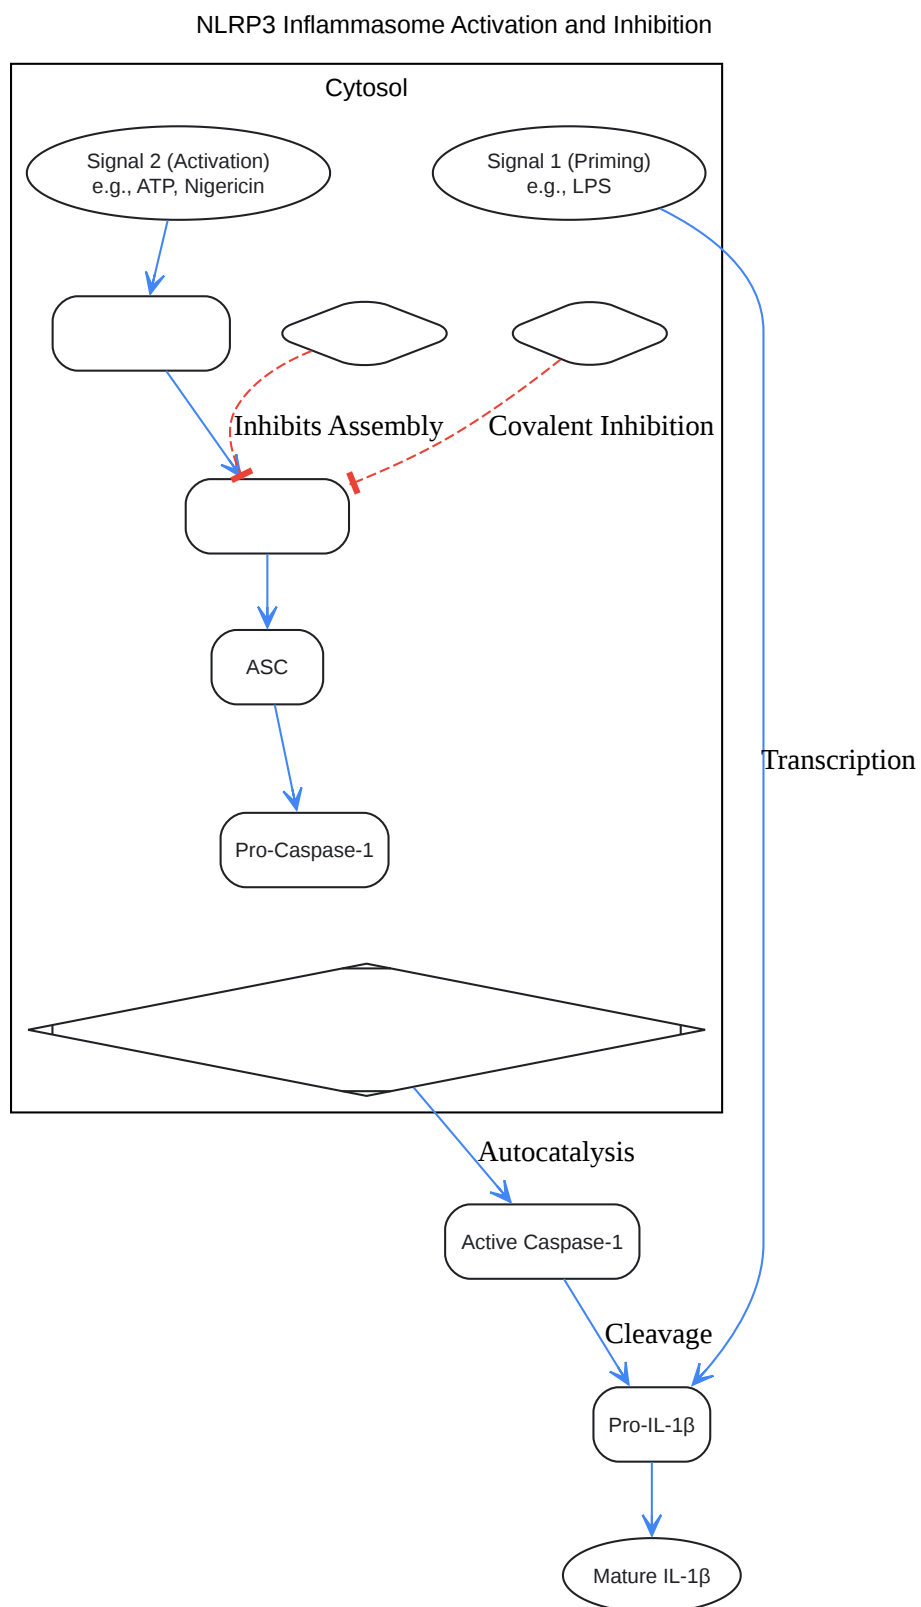 NLRP3 Inflammasome Activation and Inhibition
Cytosol
Signal 2 (Activation)
e.g., ATP, Nigericin
Signal 1 (Priming)
e.g., LPS
Inhibits Assembly
Covalent Inhibition
ASC
Transcription
Pro-Caspase-1
Autocatalysis
Active Caspase-1
Cleavage
Pro-IL-1β
Mature IL-1β